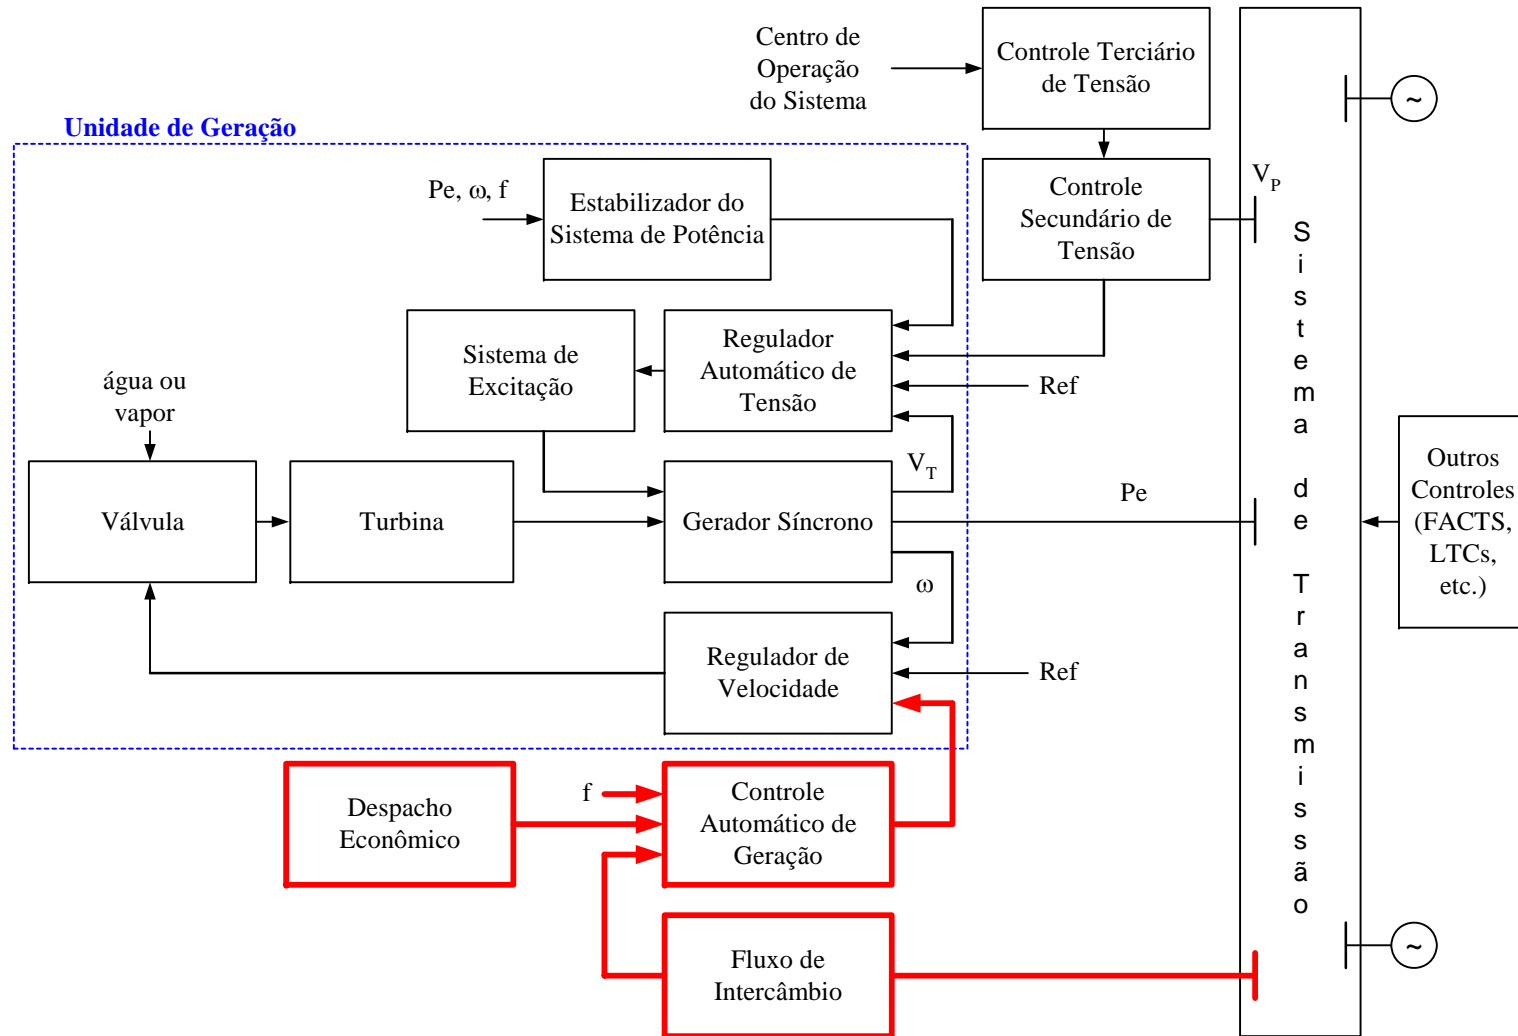 Centro de
Operação
do Sistema
Controle Terciário
de Tensão
~
Unidade de Geração
Pe, ω, f
Estabilizador do
Sistema de Potência
Controle
Secundário de
Tensão
V_P
Sistema de Transmissão
Sistema de
Excitação
Regulador
Automático de
Tensão
Ref
água ou
vapor
Válvula
Turbina
Gerador Síncrono
V_T
Pe
Outros
Controles
(FACTS,
LTCs,
etc.)
ω
Regulador de
Velocidade
Ref
Despacho
Econômico
f
Controle
Automático de
Geração
Fluxo de
Intercâmbio
~